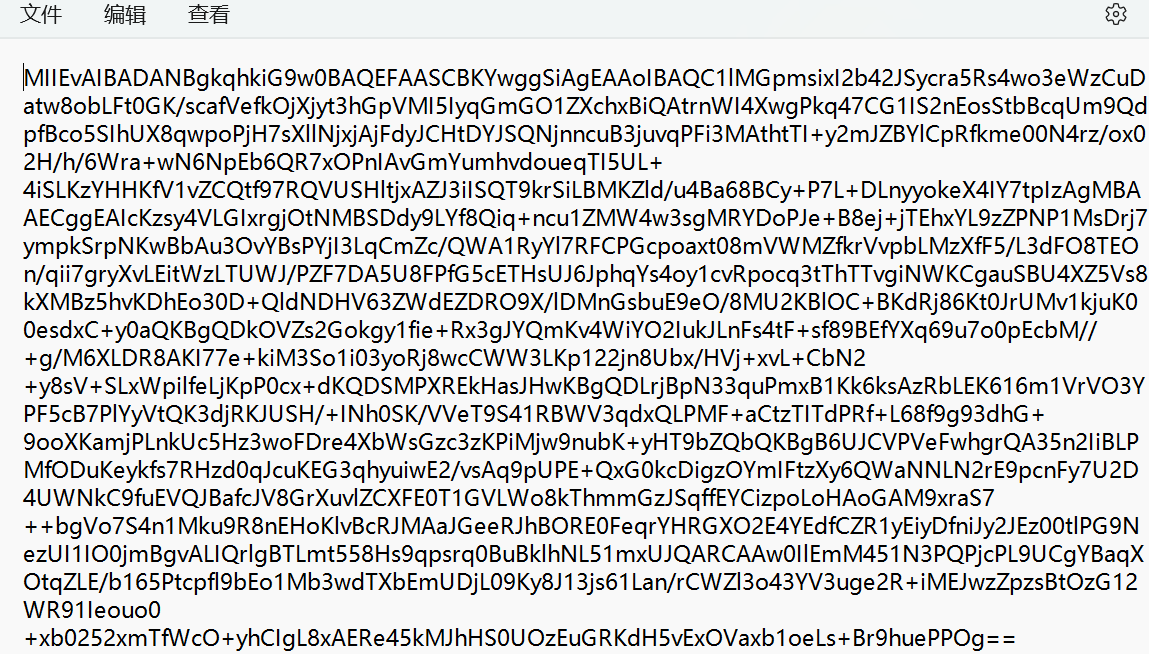 文件 编辑 查看
MIIEvAIBADANBgkqhkiG9w0BAQEFAASCBKYwggSiAgEAAoIBAQC1lMGpmsixI2b42JSycra5Rs4wo3eWzCuD
atw8obLFt0GK/scafVefkOjXjyt3hGpVMI5IyqGmGO1ZXchxBiQAtrnWI4XwgPkq47CG1IS2nEosStbBcqUm9Qd
pfBco5SIhUX8qwpoPjH7sXllNjxjAjFdyJCHtDYJSQNjnncuB3juvqPFi3MAthtTI+y2mJZBYlCpRfkme00N4rz/ox0
2H/h/6Wra+wN6NpEb6QR7xOPnIAvGmYumhvdoueqTI5UL+
4iSLKzYHHKfV1vZCQtf97RQVUSHltjxAZJ3iISQT9krSiLBMKZld/u4Ba68BCy+P7L+DLnyyokeX4IY7tpIzAgMBA
AECggEAIcKzsy4VLGIxrgjOtNMBSDdy9LYf8Qiq+ncu1ZMW4w3sgMRYDoPJe+B8ej+jTEhxYL9zZPNP1MsDrj7
ympkSrpNKwBbAu3OvYBsPYjI3LqCmZc/QWA1RyYl7RFCPGcpoaxt08mVWMZfkrVvpbLMzXfF5/L3dFO8TEO
n/qii7gryXvLEitWzLTUWJ/PZF7DA5U8FPfG5cETHsUJ6JphqYs4oy1cvRpocq3tThTTvgiNWKCgauSBU4XZ5Vs8
kXMBz5hvKDhEo30D+QldNDHV63ZWdEZDRO9X/lDMnGsbuE9eO/8MU2KBlOC+BKdRj86Kt0JrUMv1kjuK0
0esdxC+y0aQKBgQDkOVZs2Gokgy1fie+Rx3gJYQmKv4WiYO2IukJLnFs4tF+sf89BEfYXq69u7o0pEcbM//
+g/M6XLDR8AKI77e+kiM3So1i03yoRj8wcCWW3LKp122jn8Ubx/HVj+xvL+CbN2
+y8sV+SLxWpilfeLjKpP0cx+dKQDSMPXREkHasJHwKBgQDLrjBpN33quPmxB1Kk6ksAzRbLEK616m1VrVO3Y
PF5cB7PlYyVtQK3djRKJUSH/+INh0SK/VVeT9S41RBWV3qdxQLPMF+aCtzTITdPRf+L68f9g93dhG+
9ooXKamjPLnkUc5Hz3woFDre4XbWsGzc3zKPiMjw9nubK+yHT9bZQbQKBgB6UJCVPVeFwhgrQA35n2IiBLP
MfODuKeykfs7RHzd0qJcuKEG3qhyuiwE2/vsAq9pUPE+QxG0kcDigzOYmIFtzXy6QWaNNLN2rE9pcnFy7U2D
4UWNkC9fuEVQJBafcJV8GrXuvlZCXFE0T1GVLWo8kThmmGzJSqffEYCizpoLoHAoGAM9xraS7
++bgVo7S4n1Mku9R8nEHoKlvBcRJMAaJGeeRJhBORE0FeqrYHRGXO2E4YEdfCZR1yEiyDfniJy2JEz00tlPG9N
ezUI1IO0jmBgvALIQrlgBTLmt558Hs9qpsrq0BuBklhNL51mxUJQARCAAw0IlEmM451N3PQPjcPL9UCgYBaqX
OtqZLE/b165Ptcpfl9bEo1Mb3wdTXbEmUDjL09Ky8J13js61Lan/rCWZl3o43YV3uge2R+iMEJwzZpzsBtOzG12
WR91Ieouo0
+xb0252xmTfWcO+yhCIgL8xAERe45kMJhHS0UOzEuGRKdH5vExOVaxb1oeLs+Br9huePPOg==